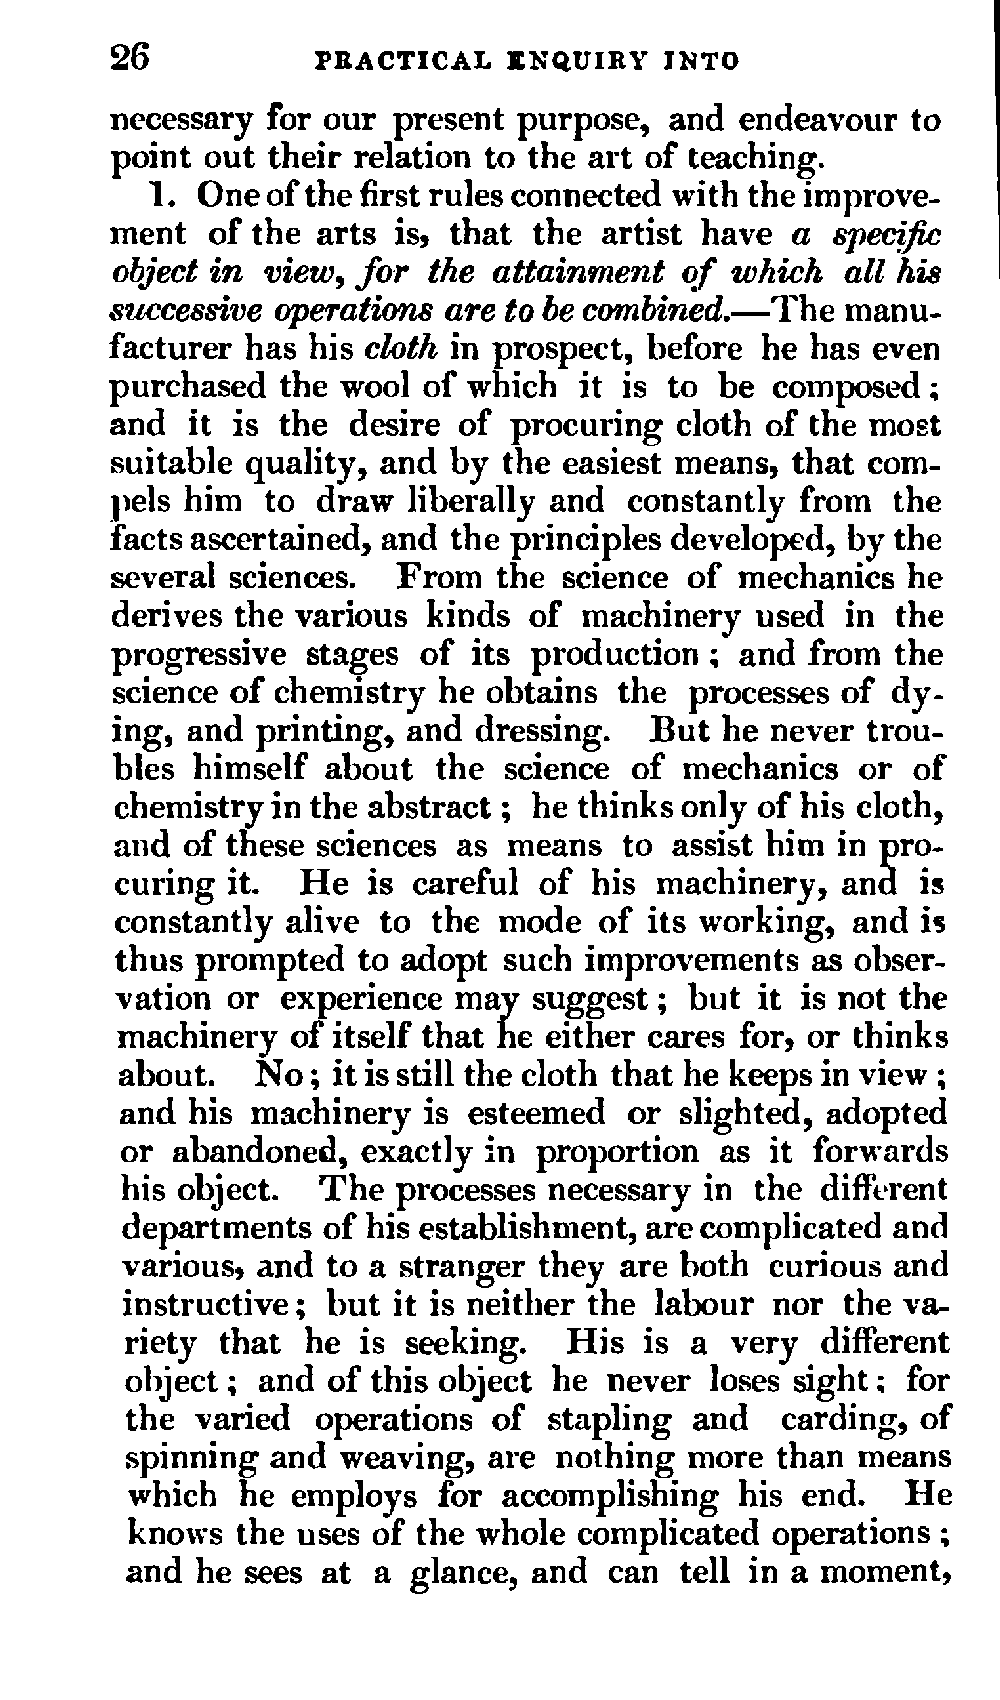 26 PRACTICAL ENQUIRY INTO
necessary for our present purpose, and endeavour to
point out their relation to the art of teaching.
1. One of the first rules connected with the improve-
ment of the arts is, that the artist have a specific
object in view, for the attainment of which all his
successive operations are to be combined.—The manu-
facturer has his cloth in prospect, before he has even
purchased the wool of which it is to be composed ;
and it is the desire of procuring cloth of the most
suitable quality, and by the easiest means, that com-
pels him to draw liberally and constantly from the
facts ascertained, and the principles developed, by the
several sciences. From the science of mechanics he
derives the various kinds of machinery used in the
progressive stages of its production ; and from the
science of chemistry he obtains the processes of dy-
ing, and printing, and dressing. But he never trou-
bles himself about the science of mechanics or of
chemistry in the abstract ; he thinks only of his cloth,
and of these sciences as means to assist him in pro-
curing it. He is careful of his machinery, and is
constantly alive to the mode of its working, and is
thus prompted to adopt such improvements as obser-
vation or experience may suggest ; but it is not the
machinery of itself that he either cares for, or thinks
about. No ; it is still the cloth that he keeps in view ;
and his machinery is esteemed or slighted, adopted
or abandoned, exactly in proportion as it forwards
his object. The processes necessary in the different
departments of his establishment, are complicated and
various, and to a stranger they are both curious and
instructive ; but it is neither the labour nor the va-
riety that he is seeking. His is a very different
object ; and of this object he never loses sight ; for
the varied operations of stapling and carding, of
spinning and weaving, are nothing more than means
which he employs for accomplishing his end. He
knows the uses of the whole complicated operations ;
and he sees at a glance, and can tell in a moment,